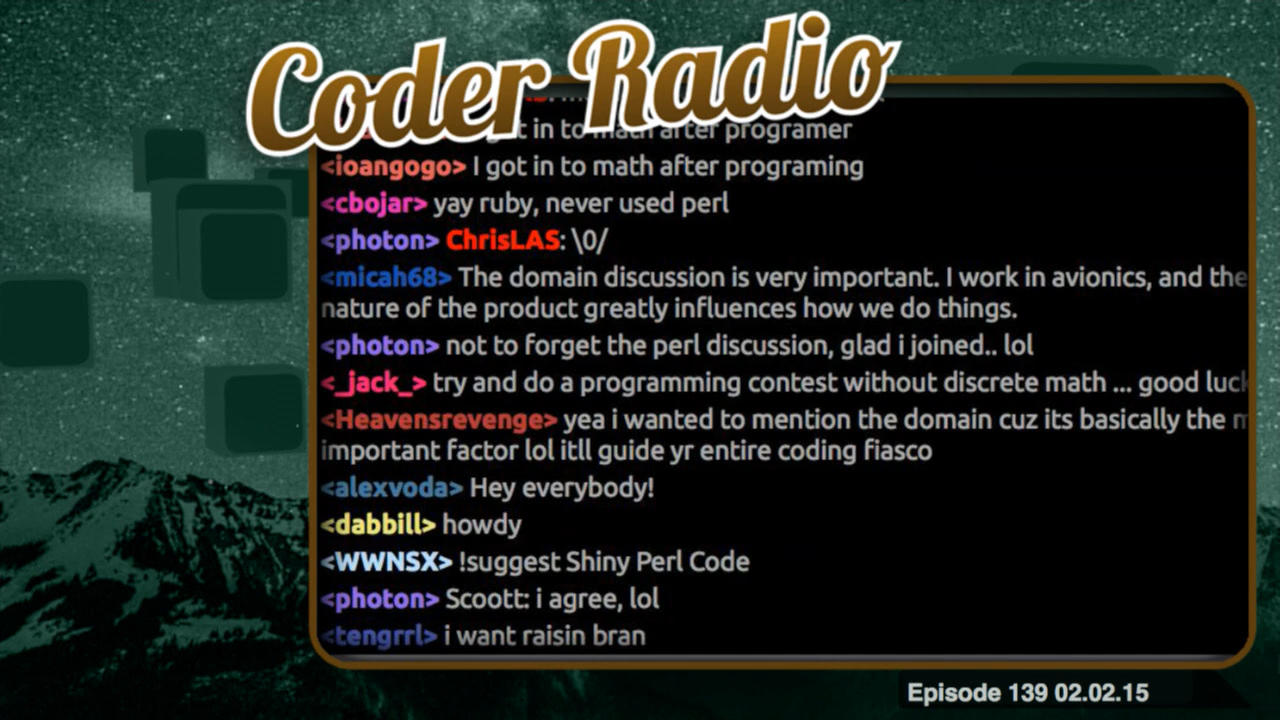 Coder Radio
t in to math after programer
<ioangogo> I got in to math after programing
<cbojar> yay ruby, never used perl
<photon> ChrisLAS: \0/
<micah68> The domain discussion is very important. I work in avionics, and the
nature of the product greatly influences how we do things.
<photon> not to forget the perl discussion, glad i joined.. lol
<_jack_> try and do a programming contest without discrete math ... good luck
<Heavensrevenge> yea i wanted to mention the domain cuz its basically the m
important factor lol itll guide yr entire coding fiasco
<alexvoda> Hey everybody!
<dabbill> howdy
<WWNSX> !suggest Shiny Perl Code
<photon> Scoott: i agree, lol
<tengrrl> i want raisin bran
Episode 139 02.02.15